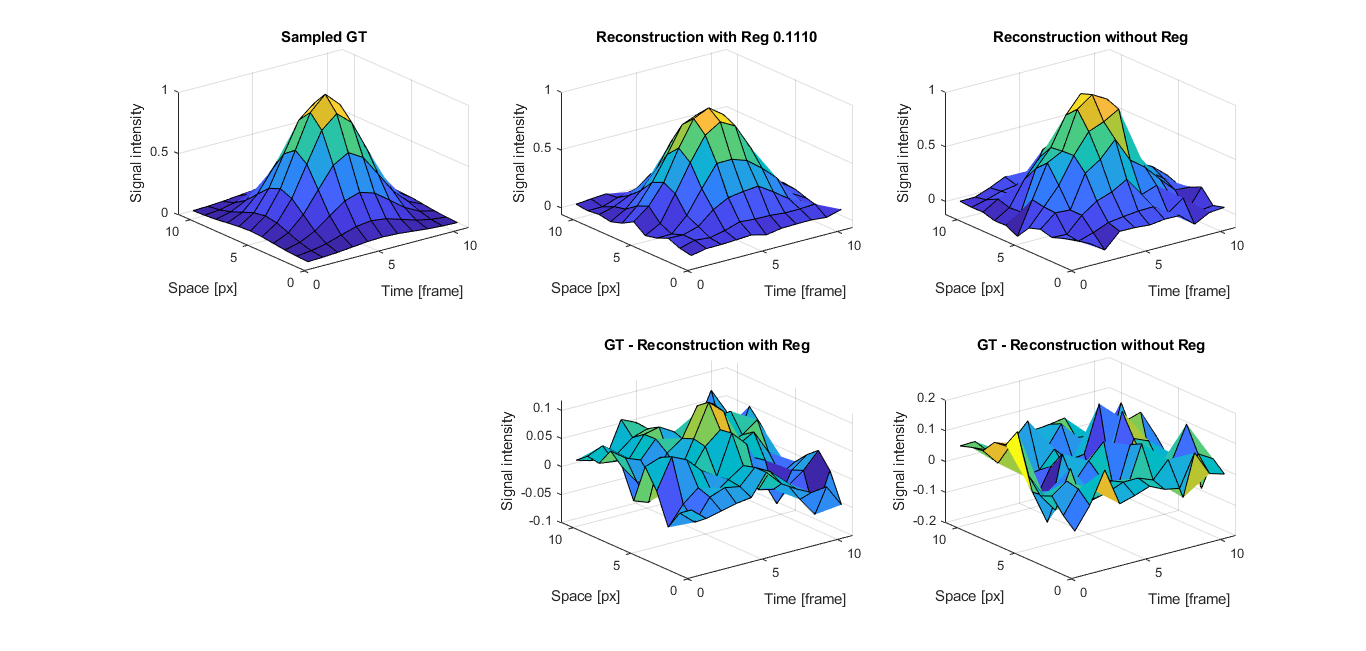 Sampled GT
Signal intensity
1
0.5
0
10
5
0
Space [px]
0
5
10
Time [frame]
Reconstruction with Reg 0.1110
Signal intensity
1
0.5
0
10
5
0
Space [px]
0
5
10
Time [frame]
Reconstruction without Reg
Signal intensity
1
0.5
0
10
5
0
Space [px]
0
5
10
Time [frame]
GT - Reconstruction with Reg
Signal intensity
0.1
0.05
0
-0.05
-0.1
10
5
0
Space [px]
0
5
10
Time [frame]
GT - Reconstruction without Reg
Signal intensity
0.2
0.1
0
-0.1
-0.2
10
5
0
Space [px]
0
5
10
Time [frame]